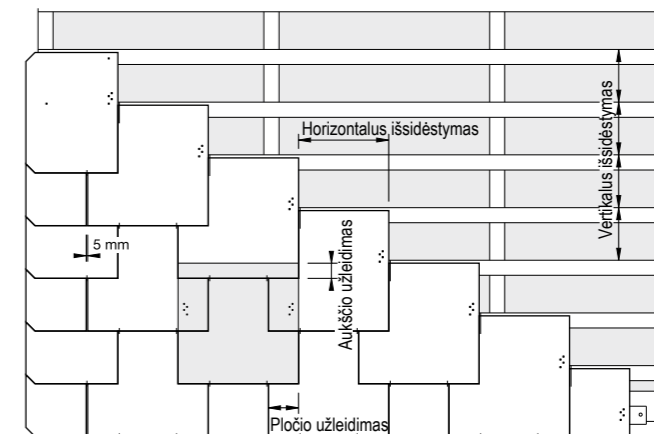 Horizontalus išsidėstymas
Vertikalus išsidėstymas
5 mm
Aukščio užleidimas
Pločio užleidimas